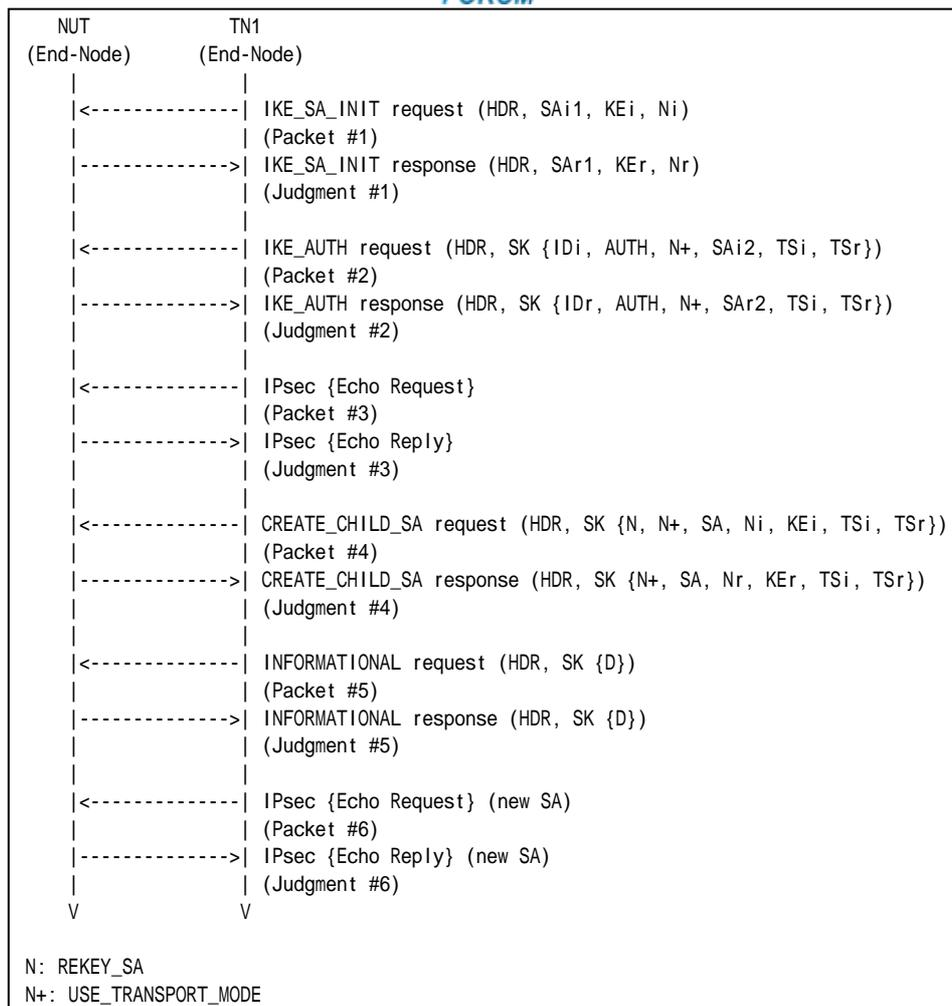 NUT TN1
(End-Node) (End-Node)
| |
|<--------------| IKE_SA_INIT request (HDR, SAi1, KEi, Ni)
| | (Packet #1)
|-------------->| IKE_SA_INIT response (HDR, SAr1, KEr, Nr)
| | (Judgment #1)
| |
|<--------------| IKE_AUTH request (HDR, SK {IDi, AUTH, N+, SAi2, TSi, TSr})
| | (Packet #2)
|-------------->| IKE_AUTH response (HDR, SK {IDr, AUTH, N+, SAr2, TSi, TSr})
| | (Judgment #2)
| |
|<--------------| IPsec {Echo Request}
| | (Packet #3)
|-------------->| IPsec {Echo Reply}
| | (Judgment #3)
| |
|<--------------| CREATE_CHILD_SA request (HDR, SK {N, N+, SA, Ni, KEi, TSi, TSr})
| | (Packet #4)
|-------------->| CREATE_CHILD_SA response (HDR, SK {N+, SA, Nr, KEr, TSi, TSr})
| | (Judgment #4)
| |
|<--------------| INFORMATIONAL request (HDR, SK {D})
| | (Packet #5)
|-------------->| INFORMATIONAL response (HDR, SK {D})
| | (Judgment #5)
| |
|<--------------| IPsec {Echo Request} (new SA)
| | (Packet #6)
|-------------->| IPsec {Echo Reply} (new SA)
| | (Judgment #6)
V V
N: REKEY_SA
N+: USE_TRANSPORT_MODE